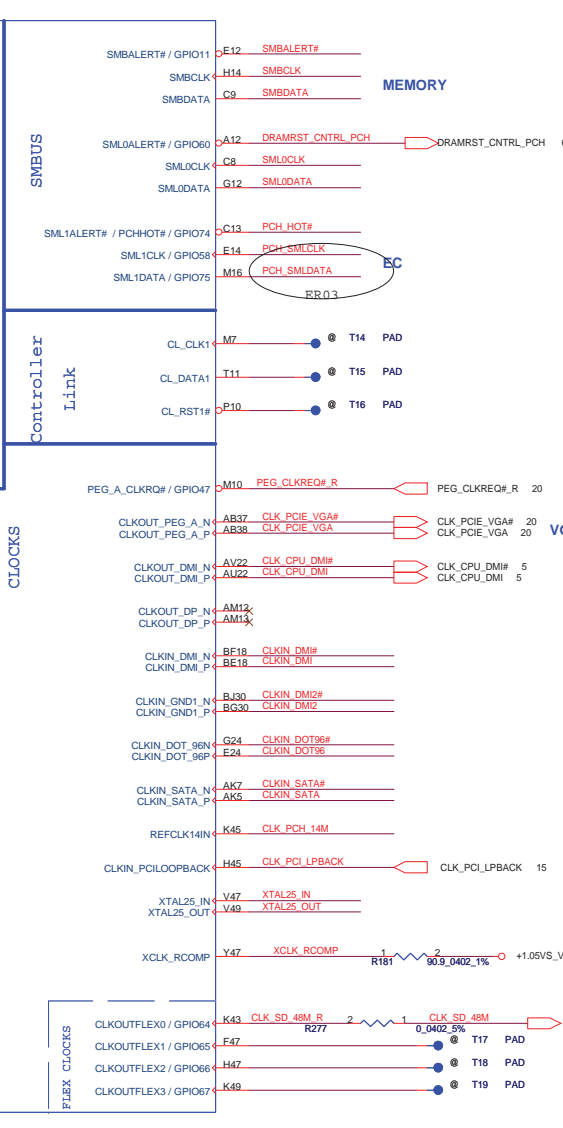 SMBUS
SMBALERT# / GPIO11 E12 SMBALERT#
SMBCLK H14 SMBCLK
SMBDATA C9 SMBDATA
MEMORY
SML0ALERT# / GPIO60 A12 DRAMRST_CNTRL_PCH DRAMRST_CNTRL_PCH
SML0CLK C8 SML0CLK
SML0DATA G12 SML0DATA
SML1ALERT# / PCHHOT# / GPIO74 C13 PCH_HOT#
SML1CLK / GPIO58 E14 PCH_SMLCLK
EC
SML1DATA / GPIO75 M16 PCH_SMLDATA
ER03
Controller
Link
CL_CLK1 M7 @ T14 PAD
CL_DATA1 T11 @ T15 PAD
CL_RST1# P10 @ T16 PAD
CLOCKS
PEG_A_CLKRQ# / GPIO47 M10 PEG_CLKREQ#_R PEG_CLKREQ#_R 20
CLKOUT_PEG_A_N AB37 CLK_PCIE_VGA# CLK_PCIE_VGA# 20
CLKOUT_PEG_A_P AB38 CLK_PCIE_VGA CLK_PCIE_VGA 20
CLKOUT_DMI_N AV22 CLK_CPU_DMI# CLK_CPU_DMI# 5
CLKOUT_DMI_P AU22 CLK_CPU_DMI CLK_CPU_DMI 5
CLKOUT_DP_N AM12
CLKOUT_DP_P AM13
CLKIN_DMI_N BF18 CLKIN_DMI#
CLKIN_DMI_P BE18 CLKIN_DMI
CLKIN_GND1_N BJ30 CLKIN_DMI2#
CLKIN_GND1_P BG30 CLKIN_DMI2
CLKIN_DOT_96N G24 CLKIN_DOT96#
CLKIN_DOT_96P E24 CLKIN_DOT96
CLKIN_SATA_N AK7 CLKIN_SATA#
CLKIN_SATA_P AK5 CLKIN_SATA
REFCLK14IN K45 CLK_PCH_14M
CLKIN_PCILOOPBACK H45 CLK_PCI_LPBACK CLK_PCI_LPBACK 15
XTAL25_IN V47 XTAL25_IN
XTAL25_OUT V49 XTAL25_OUT
XCLK_RCOMP Y47 XCLK_RCOMP 1 2 +1.05VS_V
R181 90.9_0402_1%
FLEX CLOCKS
CLKOUTFLEX0 / GPIO64 K43 CLK_SD_48M_R 2 1 CLK_SD_48M
R277 0_0402_5%
CLKOUTFLEX1 / GPIO65 F47 @ T17 PAD
CLKOUTFLEX2 / GPIO66 H47 @ T18 PAD
CLKOUTFLEX3 / GPIO67 K49 @ T19 PAD